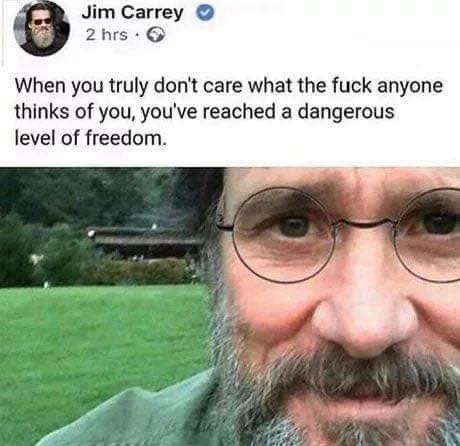 Jim Carrey
2 hrs ·
When you truly don't care what the fuck anyone
thinks of you, you've reached a dangerous
level of freedom.